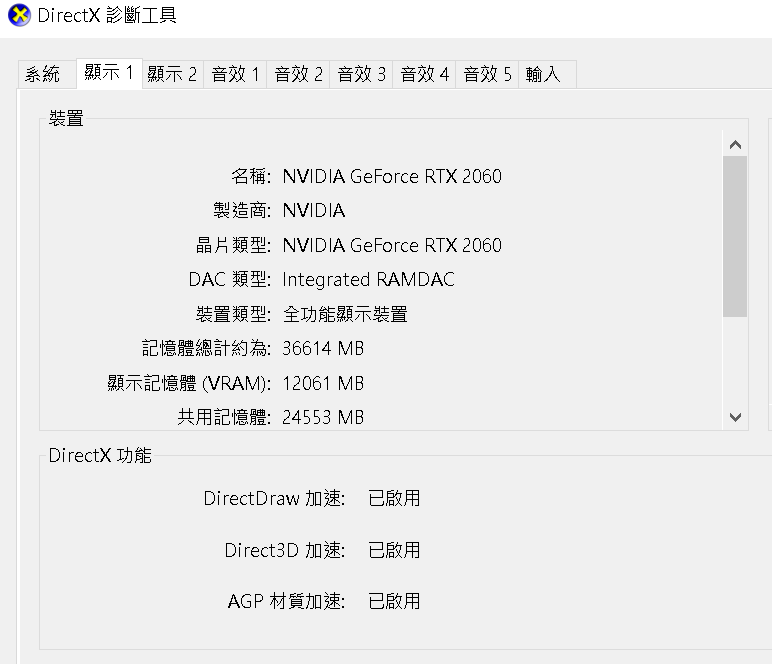 DirectX 診斷工具
系統 顯示 1 顯示 2 音效 1 音效 2 音效 3 音效 4 音效 5 輸入
裝置
名稱: NVIDIA GeForce RTX 2060
製造商: NVIDIA
晶片類型: NVIDIA GeForce RTX 2060
DAC 類型: Integrated RAMDAC
裝置類型: 全功能顯示裝置
記憶體總計約為: 36614 MB
顯示記憶體 (VRAM): 12061 MB
共用記憶體: 24553 MB
DirectX 功能
DirectDraw 加速: 已啟用
Direct3D 加速: 已啟用
AGP 材質加速: 已啟用